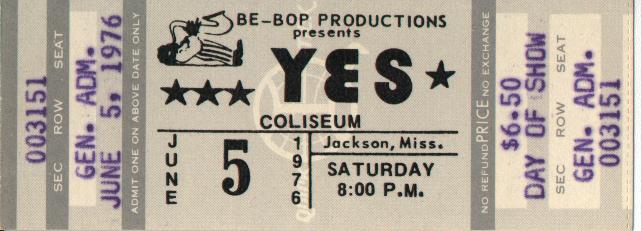 003151
SEC ROW SEAT
GEN. ADM.
JUNE 5, 1976
ADMIT ONE ON ABOVE DATE ONLY
BE-BOP PRODUCTIONS
presents
YES
COLISEUM
JUNE
5
1976
Jackson, Miss.
SATURDAY
8:00 P.M.
NO REFUND PRICE NO EXCHANGE
$6.50
DAY OF SHOW
SEC ROW SEAT
GEN. ADM.
003151